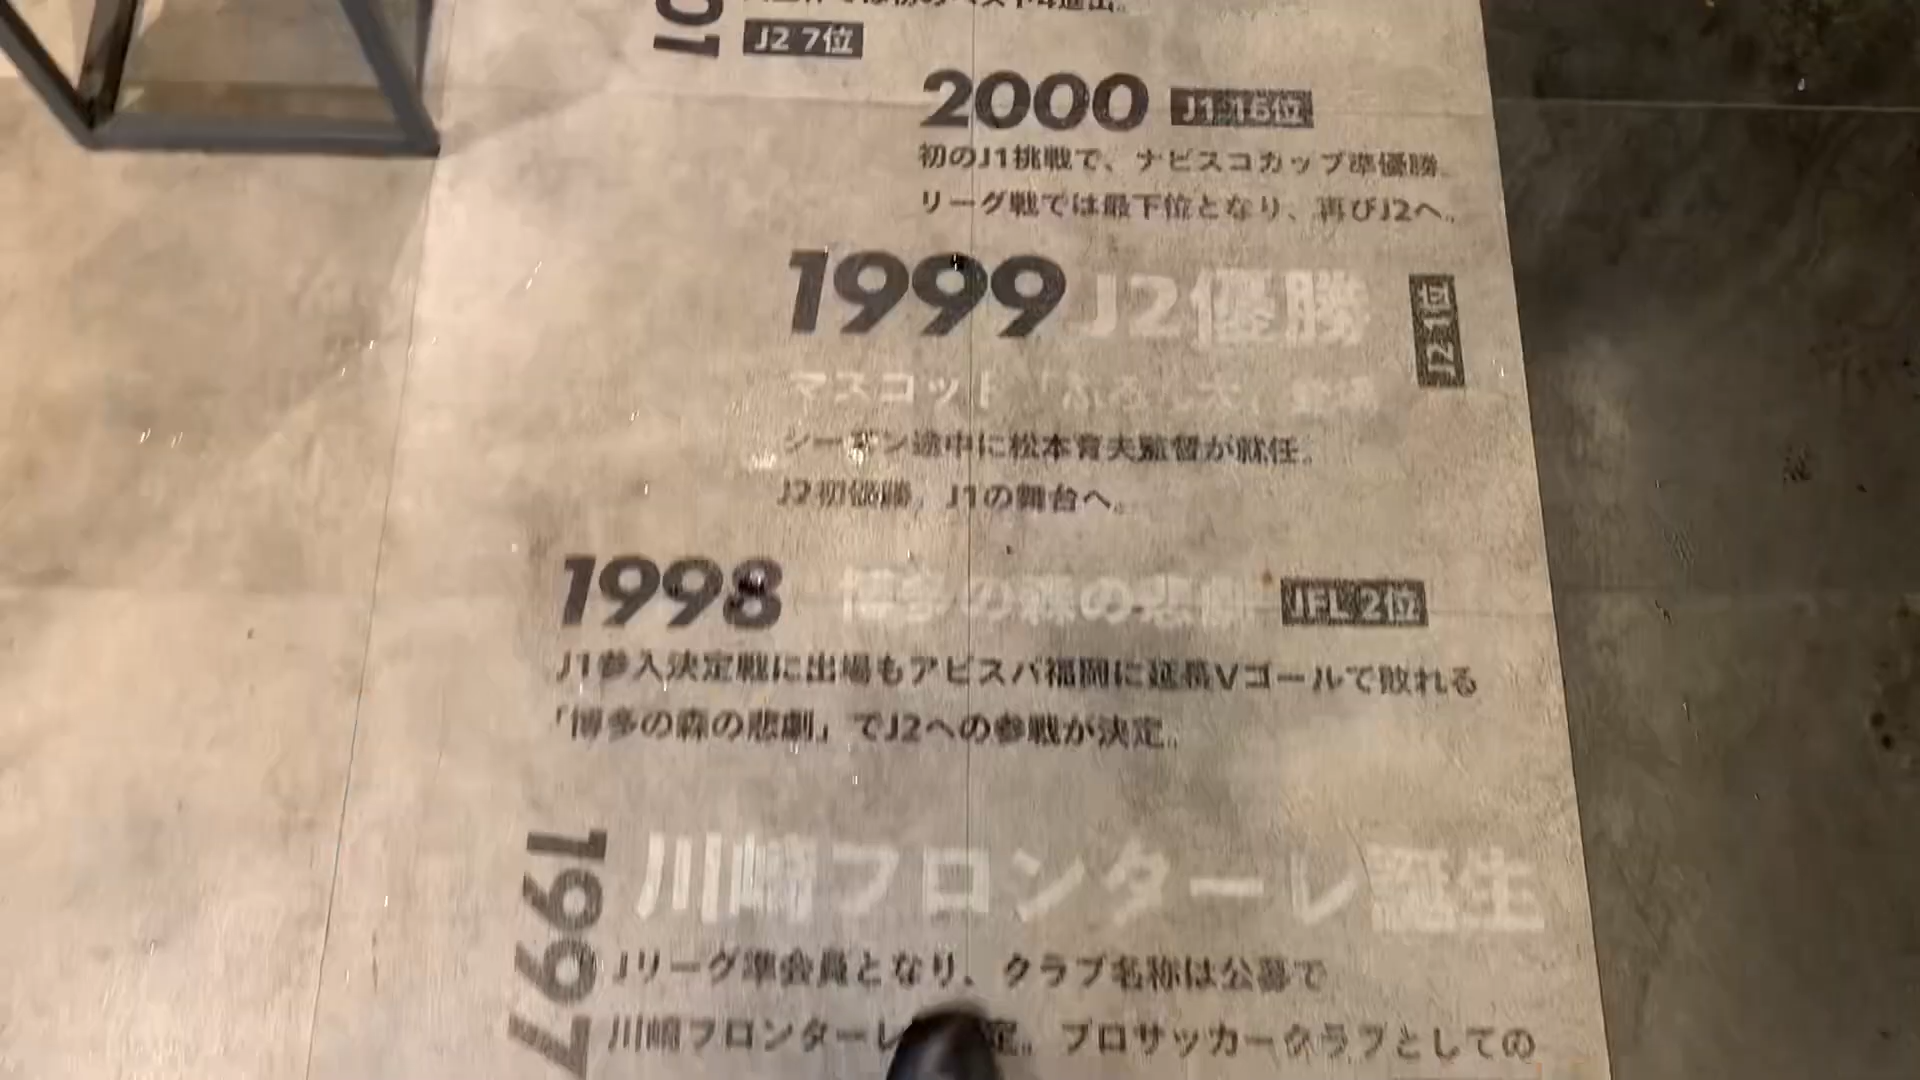 01
J2 7位
2000 J1 16位
初のJ1挑戦で、ナビスコカップ準優勝。
リーグ戦では最下位となり、再びJ2へ。
1999 J2優勝 J2 1位
マスコット「ふろん太」登場
シーズン途中に松本育夫監督が就任。
J2初優勝。J1の舞台へ。
1998 博多の森の悲劇 JFL 2位
J1参入決定戦に出場もアビスパ福岡に延長Vゴールで敗れる
「博多の森の悲劇」でJ2への参戦が決定。
1997 川崎フロンターレ誕生
Jリーグ準会員となり、クラブ名称は公募で
川崎フロンターレ 定。プロサッカークラブとしての